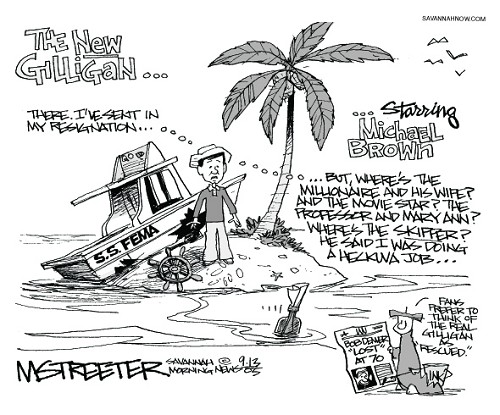 SAVANNAHNOW.COM
THE NEW
GILLIGAN...
THERE. I'VE SENT IN
MY RESIGNATION...
... Starring
MICHAEL
BROWN
... BUT, WHERE'S THE
MILLIONAIRE AND HIS WIFE?
AND THE MOVIE STAR? THE
PROFESSOR AND MARY ANN?
WHERE'S THE SKIPPER?
HE SAID I WAS DOING
A HECKUVA JOB...
S.S. FEMA
MSTREETER
SAVANNAH © 9.13
MORNING NEWS 05
BOB DENVER
"LOST"
AT 70
FANS
PREFER TO
THINK OF
THE REAL
GILLIGAN
AS
RESCUED."